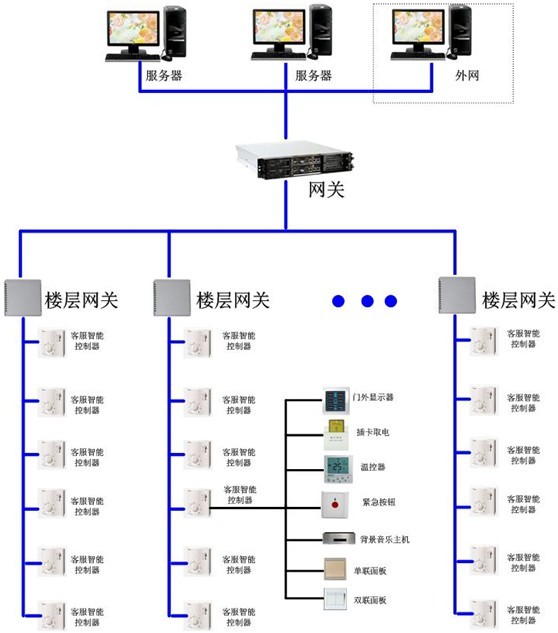 服务器
服务器
外网
网关
楼层网关
楼层网关
楼层网关
客服智能
控制器
客服智能
控制器
客服智能
控制器
客服智能
控制器
客服智能
控制器
客服智能
控制器
客服智能
控制器
客服智能
控制器
客服智能
控制器
客服智能
控制器
客服智能
控制器
客服智能
控制器
门外显示器
插卡取电
温控器
紧急按钮
背景音乐主机
单联面板
双联面板
客服智能
控制器
客服智能
控制器
客服智能
控制器
客服智能
控制器
客服智能
控制器
客服智能
控制器